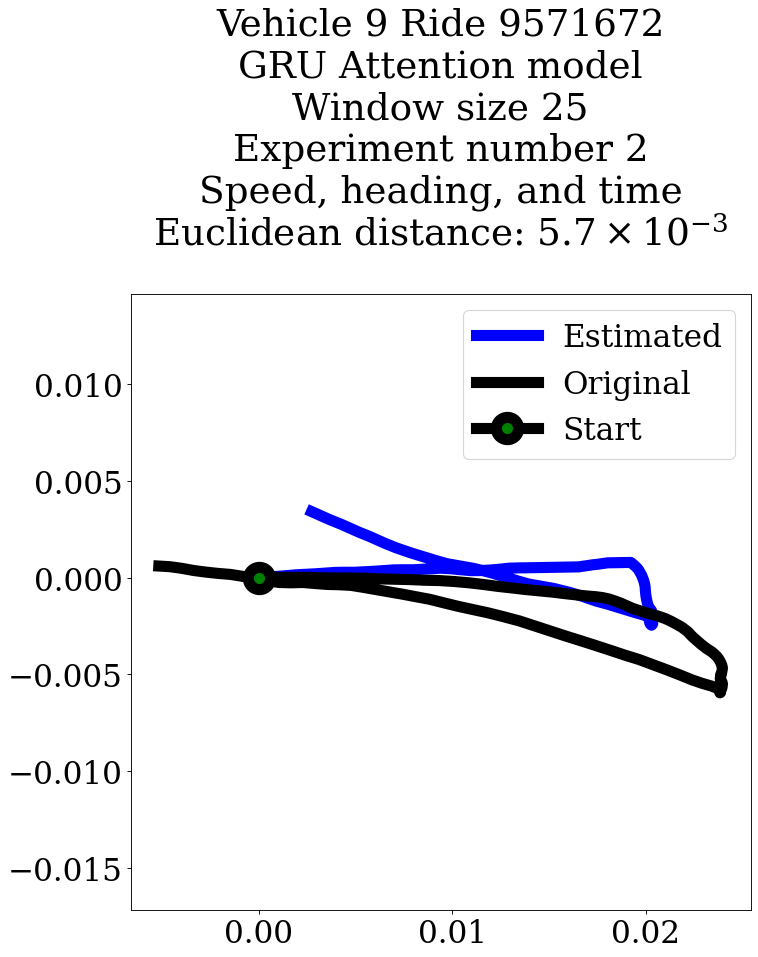 Vehicle 9 Ride 9571672
GRU Attention model
Window size 25
Experiment number 2
Speed, heading, and time
Euclidean distance: 5.7 × 10⁻³
Estimated
Original
Start
0.010
0.005
0.000
−0.005
−0.010
−0.015
0.00 0.01 0.02